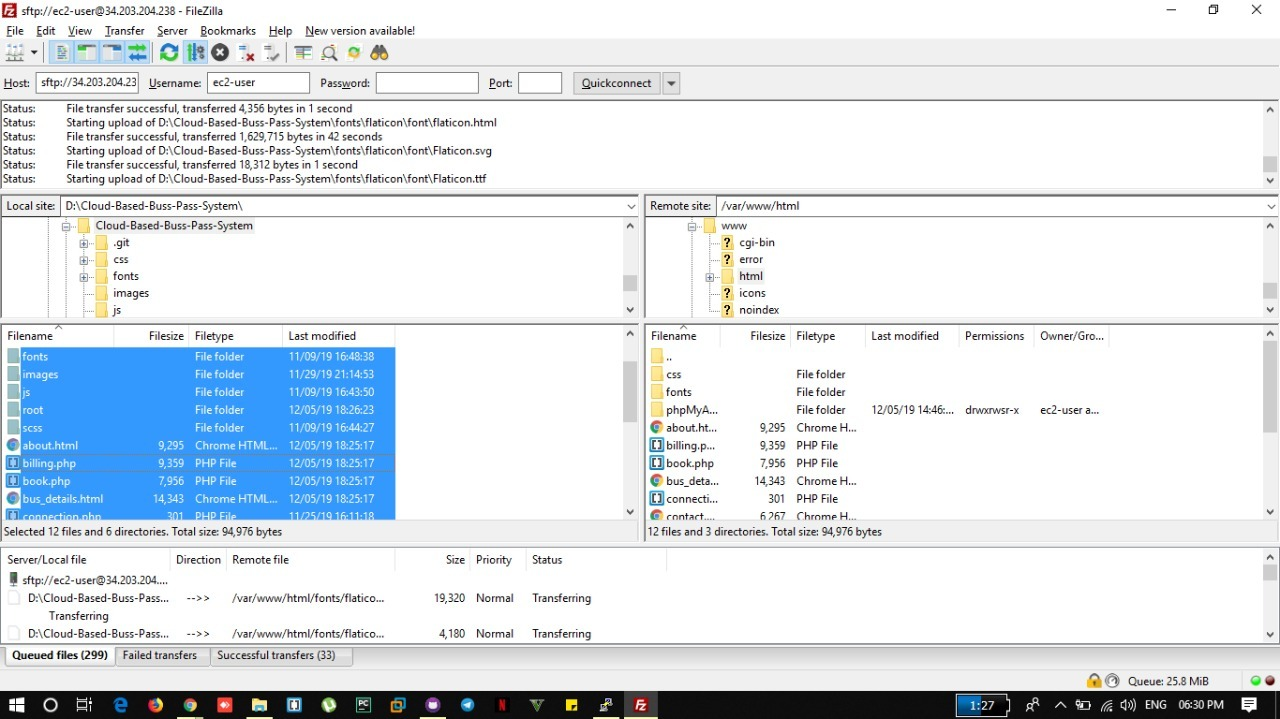 sftp://ec2-user@34.203.204.238 - FileZilla
File Edit View Transfer Server Bookmarks Help New version available!
Host: sftp://34.203.204.23 Username: ec2-user Password: Port: Quickconnect
Status: File transfer successful, transferred 4,356 bytes in 1 second
Status: Starting upload of D:\Cloud-Based-Buss-Pass-System\fonts\flaticon\font\flaticon.html
Status: File transfer successful, transferred 1,629,715 bytes in 42 seconds
Status: Starting upload of D:\Cloud-Based-Buss-Pass-System\fonts\flaticon\font\Flaticon.svg
Status: File transfer successful, transferred 18,312 bytes in 1 second
Status: Starting upload of D:\Cloud-Based-Buss-Pass-System\fonts\flaticon\font\Flaticon.ttf
Local site: D:\Cloud-Based-Buss-Pass-System\
Cloud-Based-Buss-Pass-System
.git
css
fonts
images
js
Remote site: /var/www/html
www
cgi-bin
error
html
icons
noindex
Filename Filesize Filetype Last modified
fonts File folder 11/09/19 16:48:38
images File folder 11/29/19 21:14:53
js File folder 11/09/19 16:43:50
root File folder 12/05/19 18:26:23
scss File folder 11/09/19 16:44:27
about.html 9,295 Chrome HTML... 12/05/19 18:25:17
billing.php 9,359 PHP File 12/05/19 18:25:17
book.php 7,956 PHP File 12/05/19 18:25:17
bus_details.html 14,343 Chrome HTML... 12/05/19 18:25:17
connection.php 301 PHP File 11/25/19 16:11:18
Selected 12 files and 6 directories. Total size: 94,976 bytes
Filename Filesize Filetype Last modified Permissions Owner/Gro...
..
css File folder
fonts File folder
phpMyA... File folder 12/05/19 14:46:... drwxrwsr-x ec2-user a...
about.ht... 9,295 Chrome H...
billing.p... 9,359 PHP File
book.php 7,956 PHP File
bus_deta... 14,343 Chrome H...
connecti... 301 PHP File
contact.... 6,267 Chrome H...
12 files and 3 directories. Total size: 94,976 bytes
Server/Local file Direction Remote file Size Priority Status
sftp://ec2-user@34.203.204....
D:\Cloud-Based-Buss-Pass... -->> /var/www/html/fonts/flatico... 19,320 Normal Transferring
Transferring
D:\Cloud-Based-Buss-Pass... -->> /var/www/html/fonts/flatico... 4,180 Normal Transferring
Queued files (299) Failed transfers Successful transfers (33)
Queue: 25.8 MiB
1:27 ENG 06:30 PM